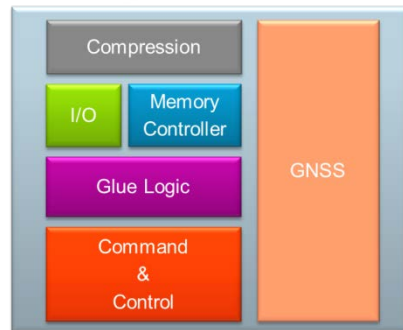 Compression
I/O
Memory
Controller
Glue Logic
Command
&
Control
GNSS